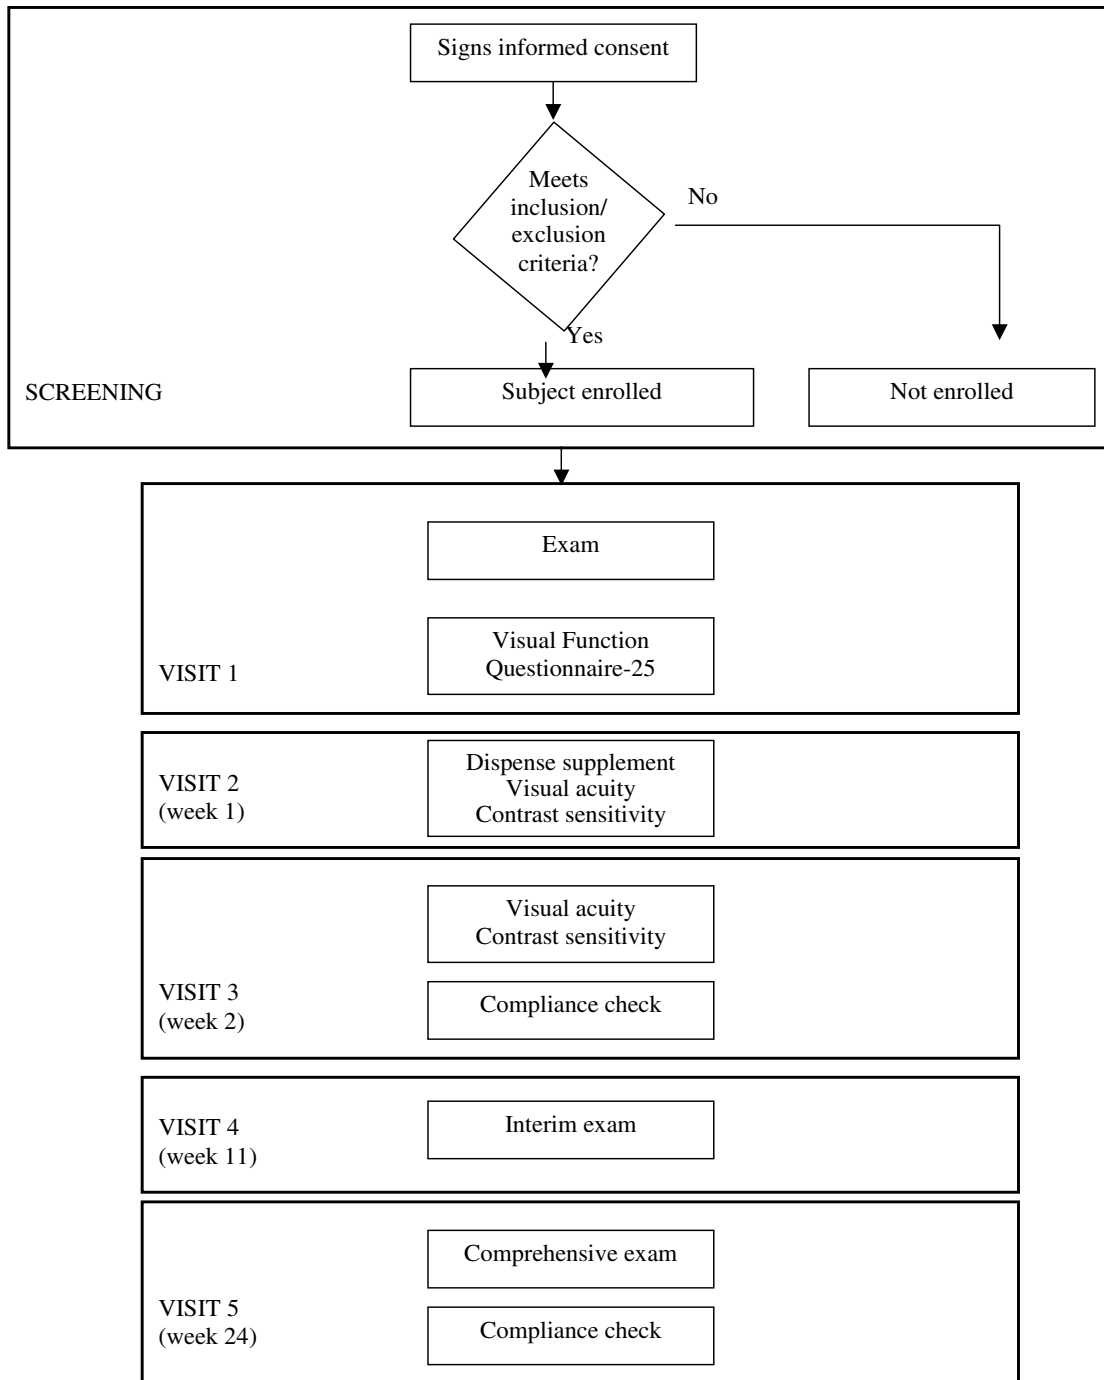 Signs informed consent
Meets
inclusion/
exclusion
criteria?
No
Yes
SCREENING
Subject enrolled
Not enrolled
Exam
Visual Function
Questionnaire-25
VISIT 1
Dispense supplement
Visual acuity
Contrast sensitivity
VISIT 2
(week 1)
Visual acuity
Contrast sensitivity
VISIT 3
(week 2)
Compliance check
VISIT 4
(week 11)
Interim exam
Comprehensive exam
VISIT 5
(week 24)
Compliance check